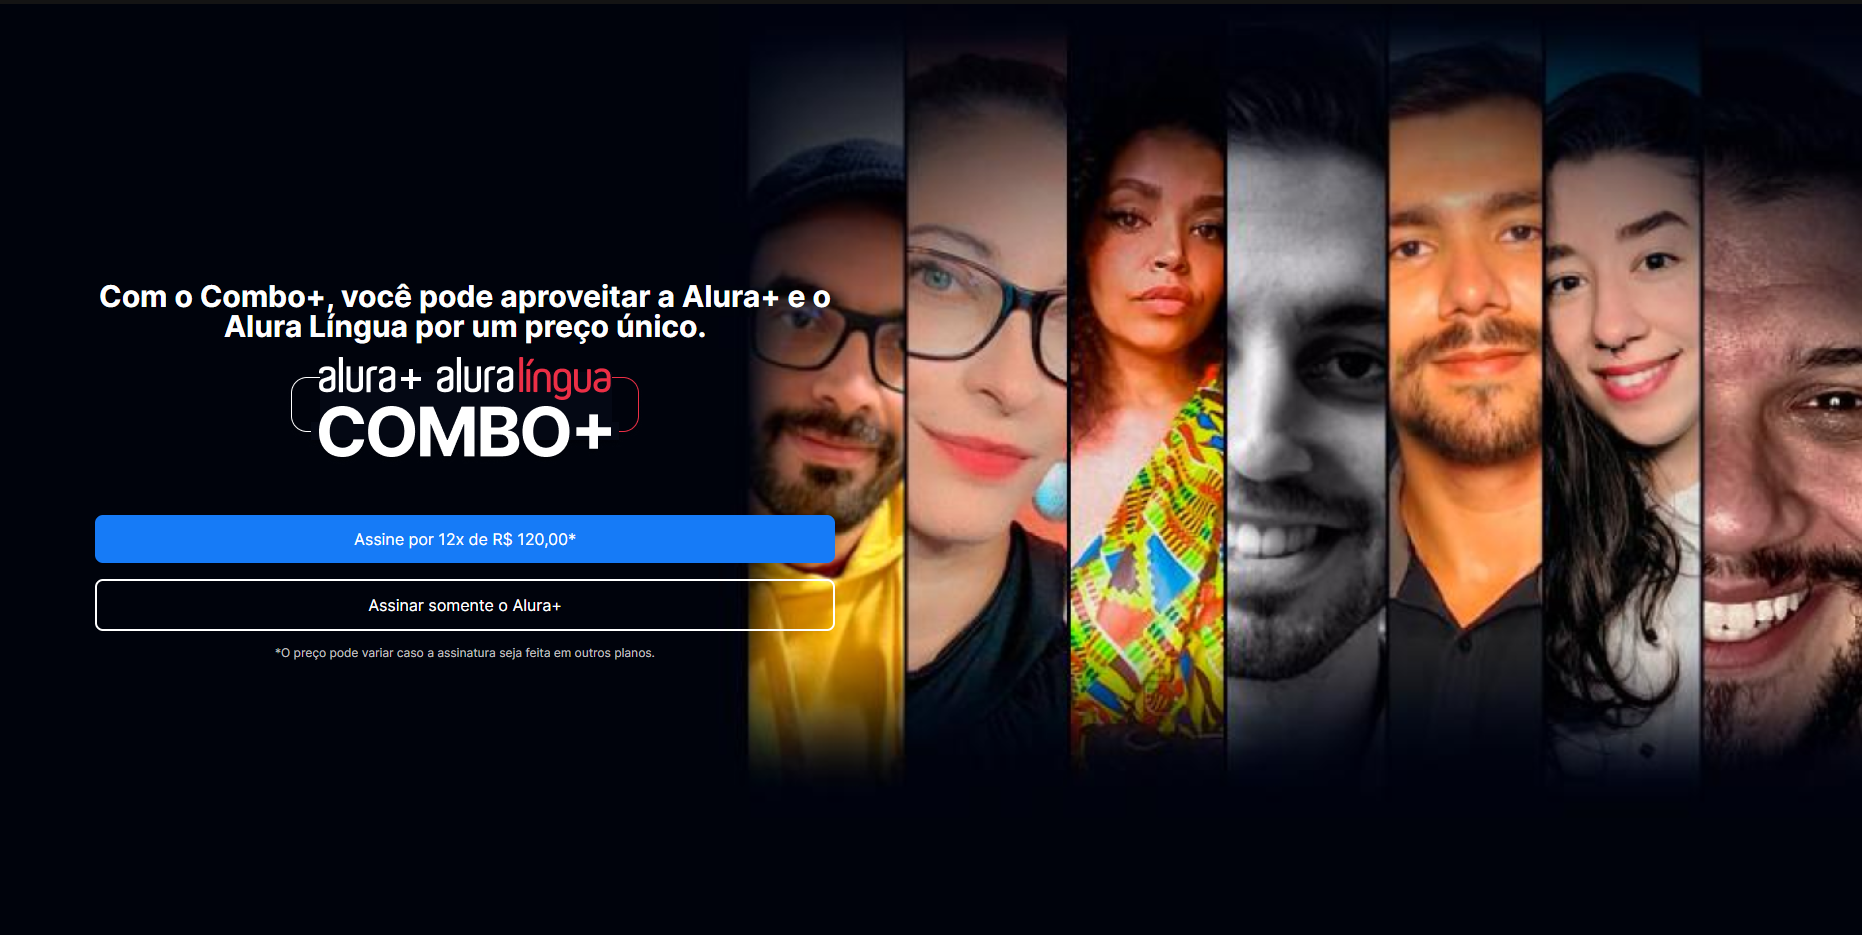 Com o Combo+, você pode aproveitar a Alura+ e o
Alura Língua por um preço único.
alura+ aluralíngua
COMBO+
Assine por 12x de R$ 120,00*
Assinar somente o Alura+
*O preço pode variar caso a assinatura seja feita em outros planos.